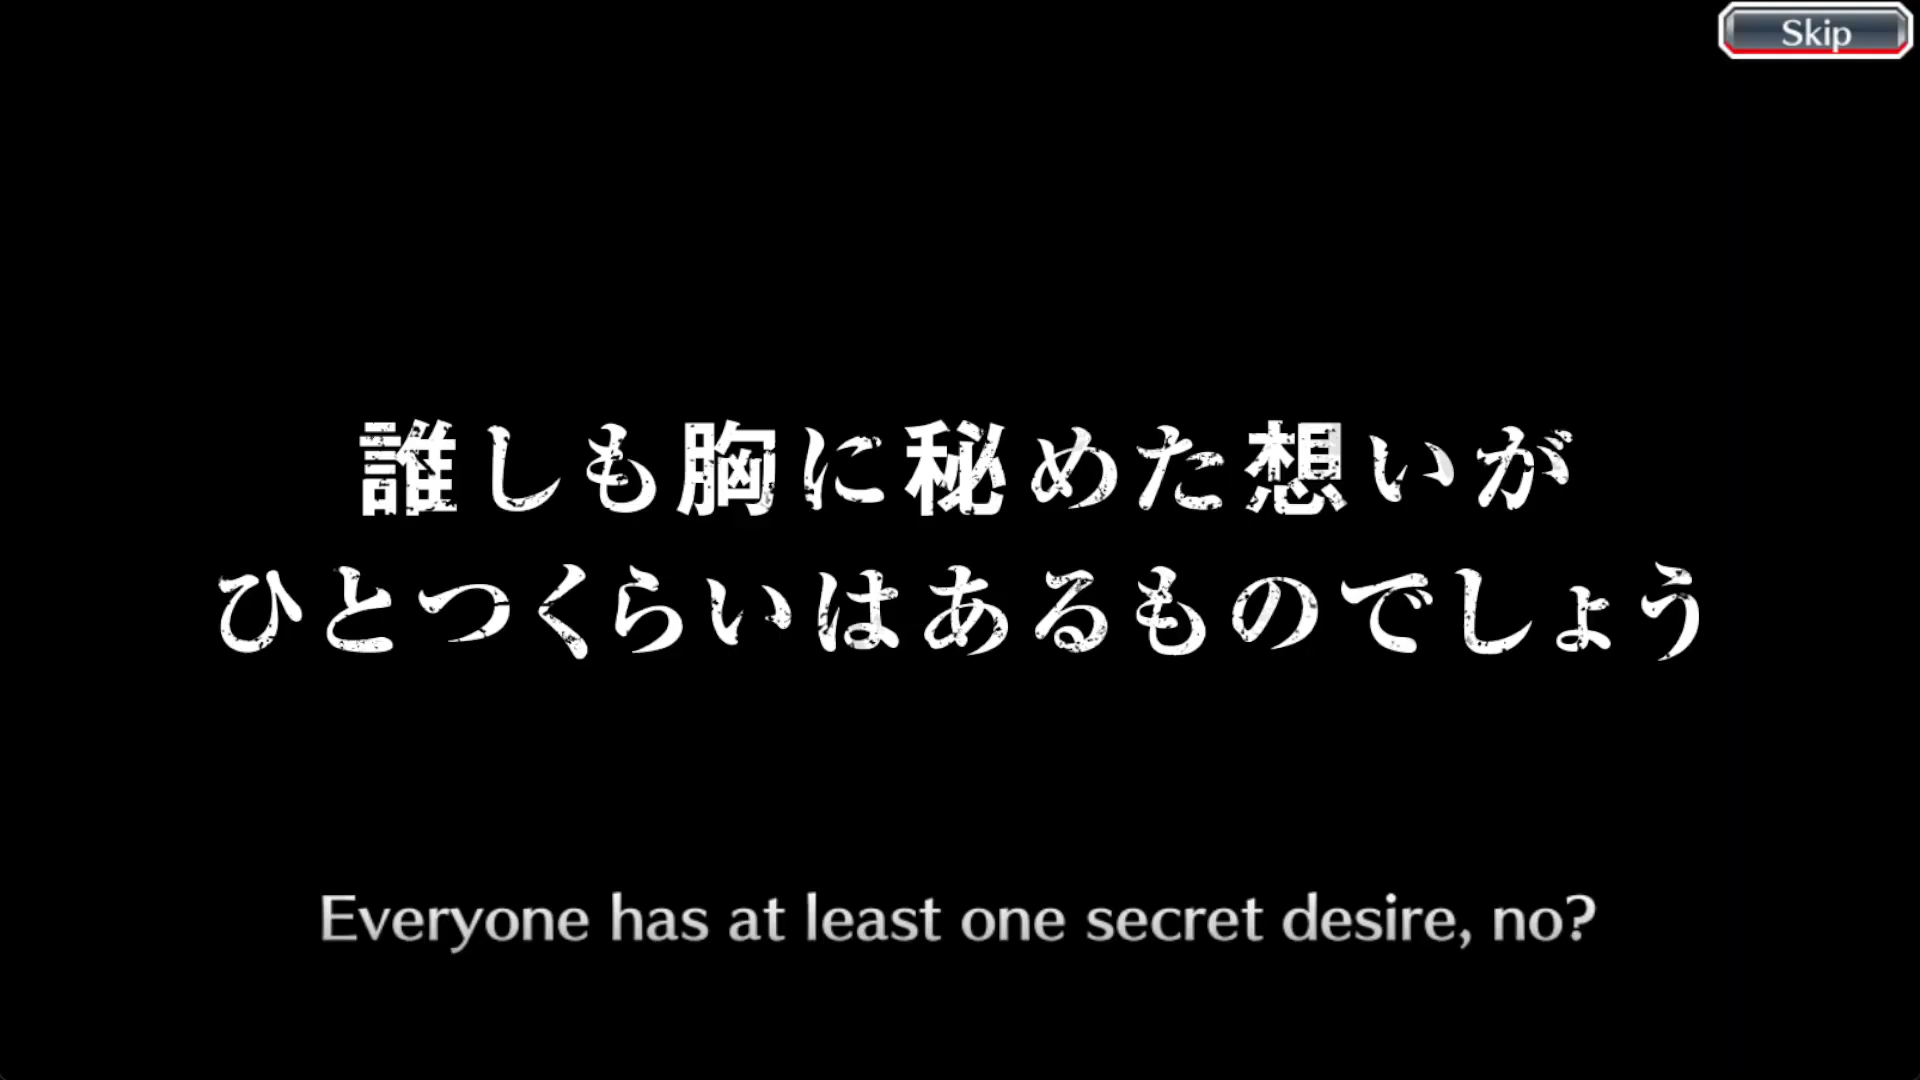 Skip
誰しも胸に秘めた想いが
ひとつくらいはあるものでしょう
Everyone has at least one secret desire, no?